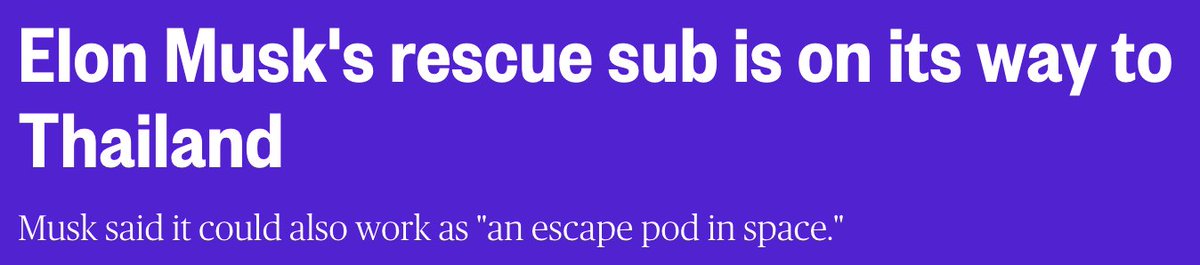 Elon Musk's rescue sub is on its way to
Thailand
Musk said it could also work as "an escape pod in space."